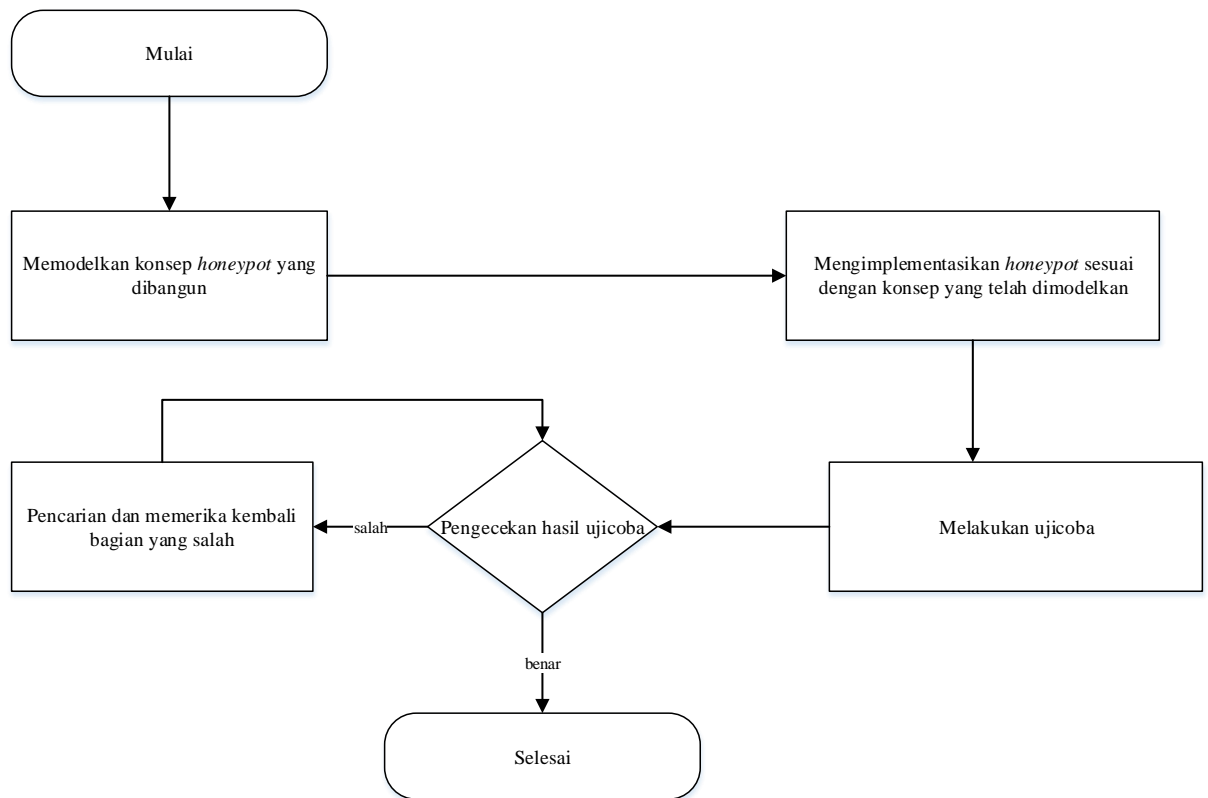 Mulai
Memodelkan konsep honeypot yang
dibangun
Mengimplementasikan honeypot sesuai
dengan konsep yang telah dimodelkan
Melakukan ujicoba
Pengecekan hasil ujicoba
salah
Pencarian dan memerika kembali
bagian yang salah
benar
Selesai